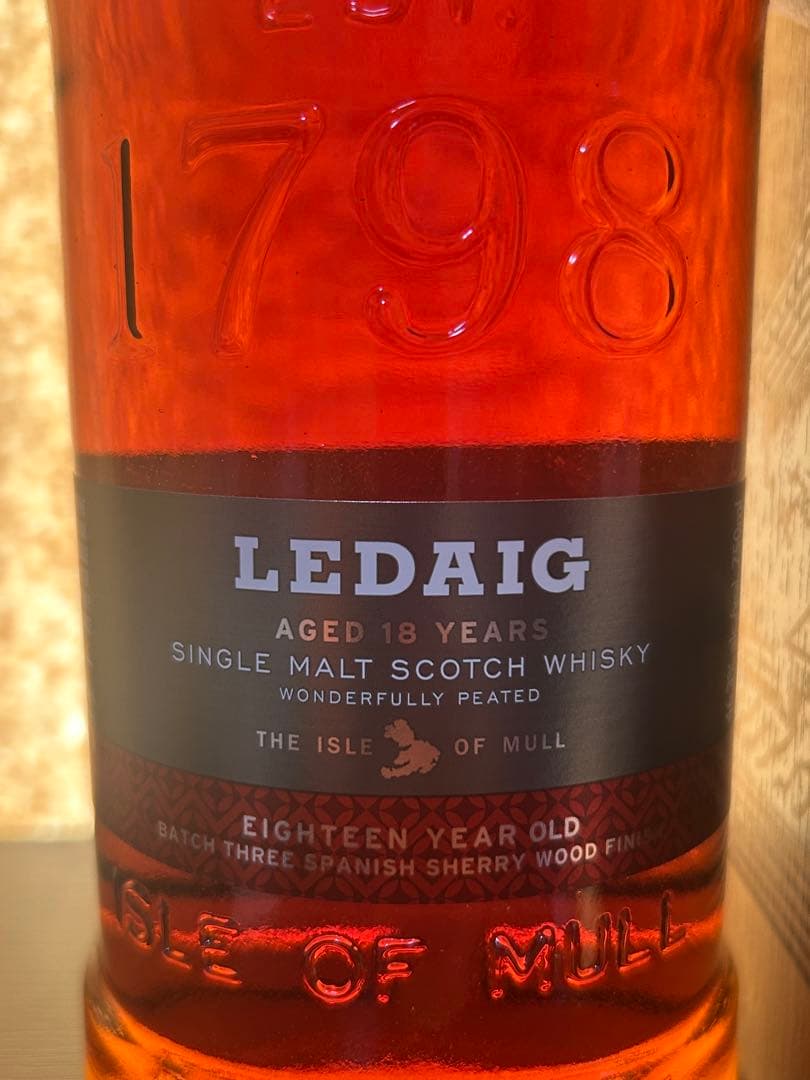 EST.
1798
LEDAIG
AGED 18 YEARS
SINGLE MALT SCOTCH WHISKY
WONDERFULLY PEATED
THE ISLE OF MULL
EIGHTEEN YEAR OLD
BATCH THREE SPANISH SHERRY WOOD
ISLE OF MULL